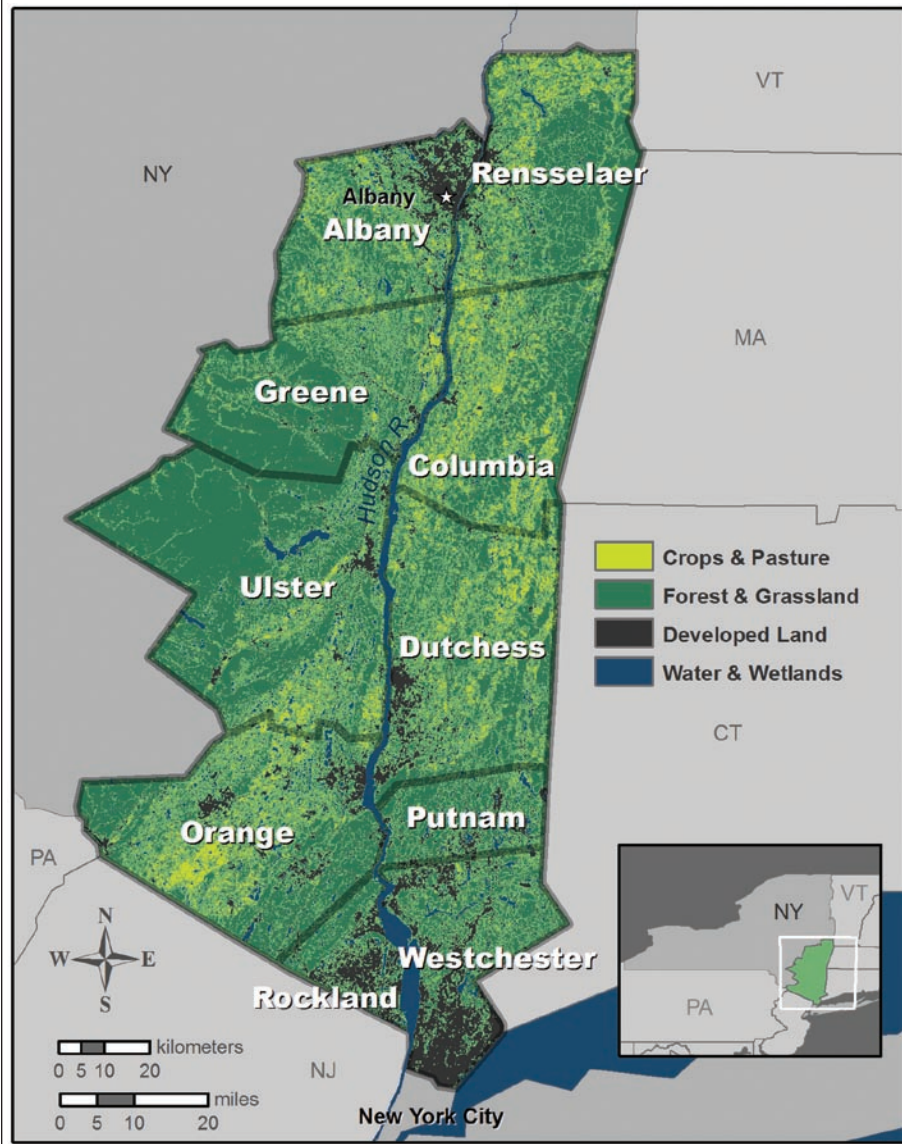 VT
NY
Rensselaer
Albany
Albany
MA
Greene
Hudson R.
Columbia
Crops & Pasture
Forest & Grassland
Developed Land
Water & Wetlands
Ulster
Dutchess
CT
Putnam
Orange
PA
N
W E
S
Westchester
Rockland
NY
VT
PA
kilometers
0 5 10 20
NJ
miles
0 5 10 20
New York City